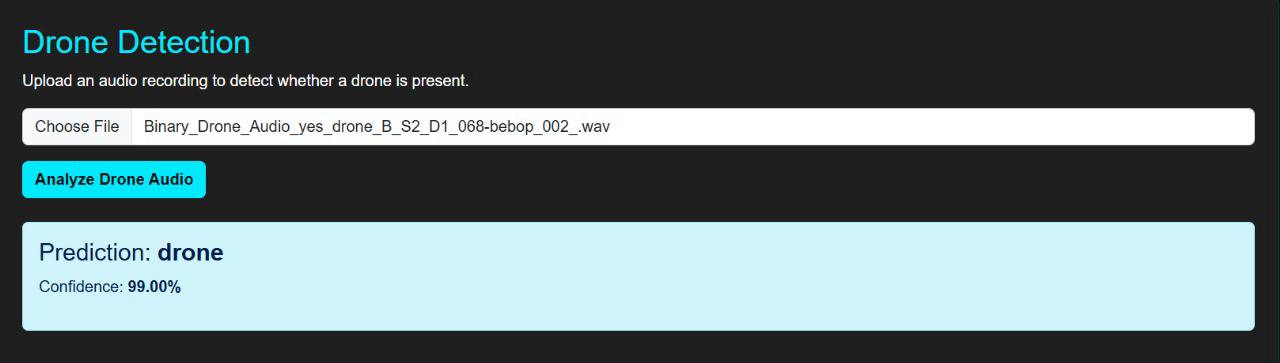 Drone Detection
Upload an audio recording to detect whether a drone is present.
Choose File Binary_Drone_Audio_yes_drone_B_S2_D1_068-bebop_002_.wav
Analyze Drone Audio
Prediction: drone
Confidence: 99.00%